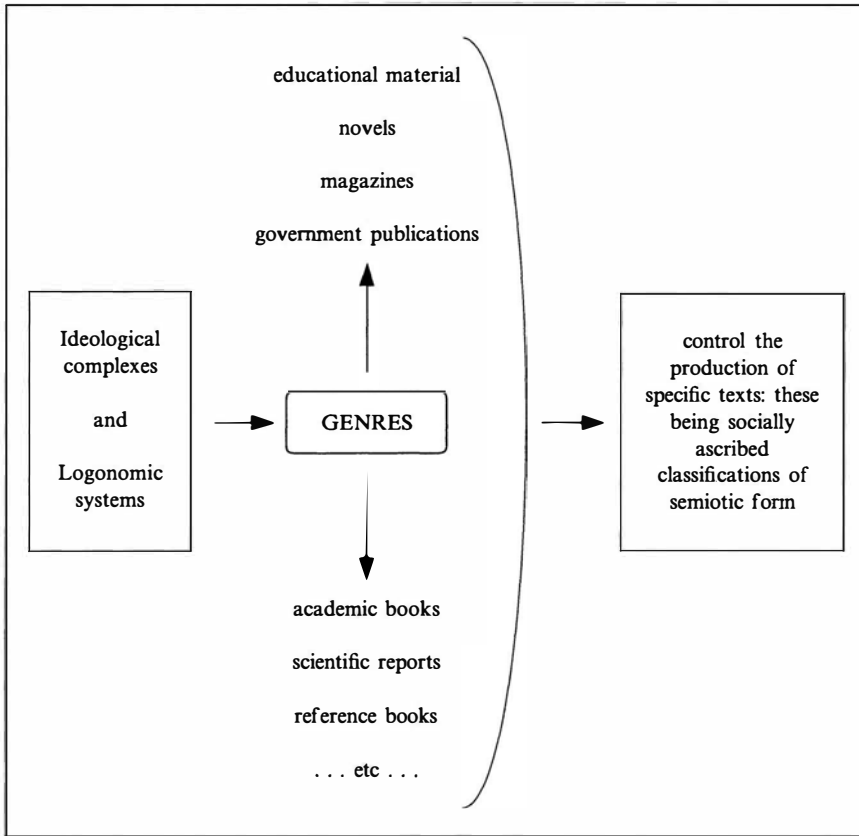 educational material
novels
magazines
government publications
Ideological
complexes
and
Logonomic
systems
GENRES
control the
production of
specific texts: these
being socially
ascribed
classifications of
semiotic form
academic books
scientific reports
reference books
. . . etc . . .